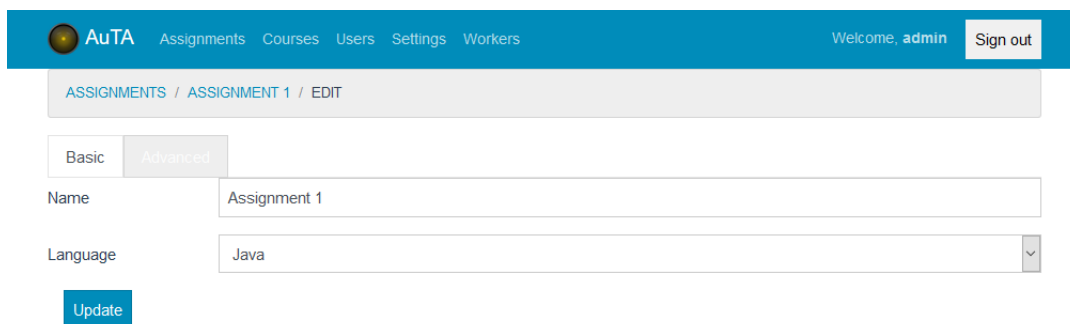 AuTA Assignments Courses Users Settings Workers Welcome, admin Sign out
ASSIGNMENTS / ASSIGNMENT 1 / EDIT
Basic Advanced
Name Assignment 1
Language Java
Update